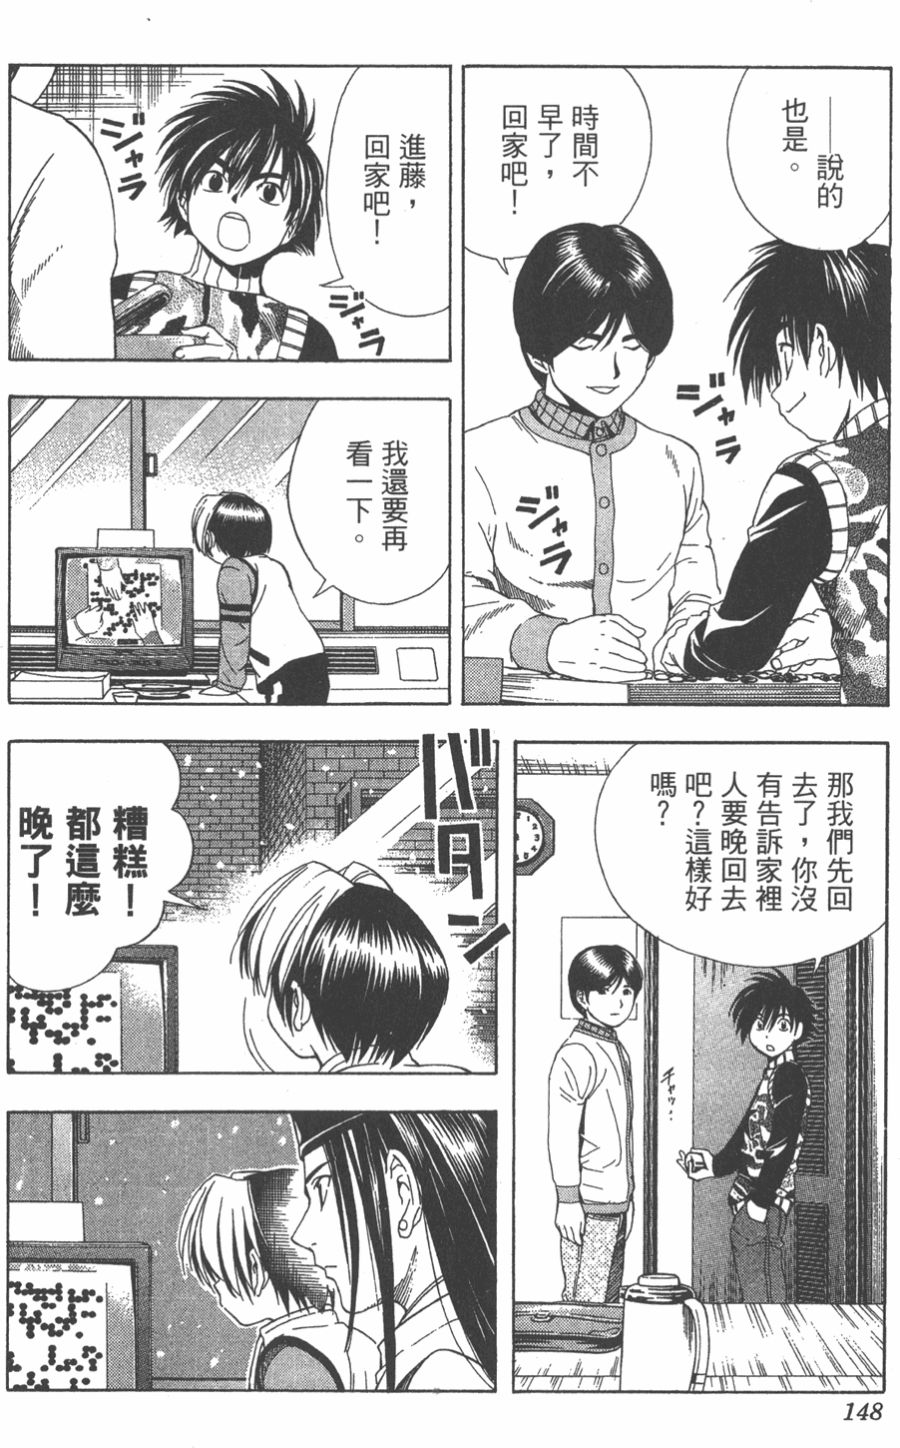 ——說的
也是。
時間不
早了，
回家吧！
ジャラ
ジャラ
進藤，
回家吧！
ジャラ
ジャラ
我還要再
看一下。
那我們先回
去了，你沒
有告訴家裡
人要晚回去
吧？這樣好
嗎？
チャッ…
バタン
糟糕！
都這麼
晚了！
148